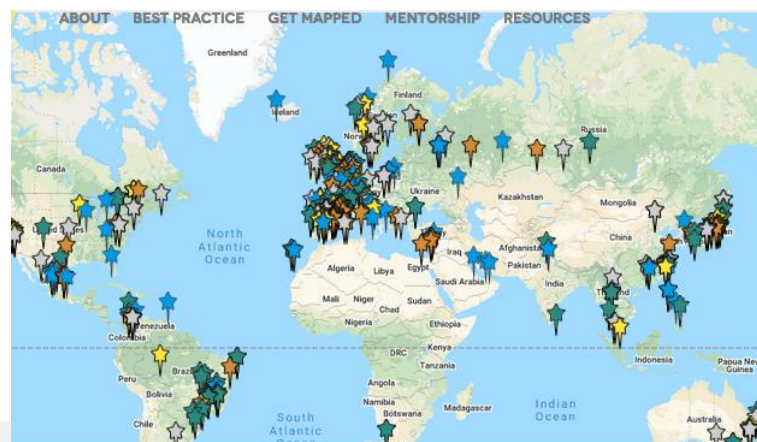 ABOUT BEST PRACTICE GET MAPPED MENTORSHIP RESOURCES
Greenland
Iceland
Finland
Russia
Canada
Ukraine
Kazakhstan
Mongolia
North
Atlantic
Ocean
China
Iraq
Afghanistan
Pakistan
Algeria
Libya
Egypt
Saudi Arabia
India
Mali
Niger
Chad
Sudan
Nigeria
Ethiopia
Venezuela
Colombia
DRC
Kenya
Tanzania
Indonesia
Papua New
Guinea
Peru
Bolivia
Angola
Namibia
Botswana
Madagascar
Indian
Ocean
Chile
South
Atlantic
Australia